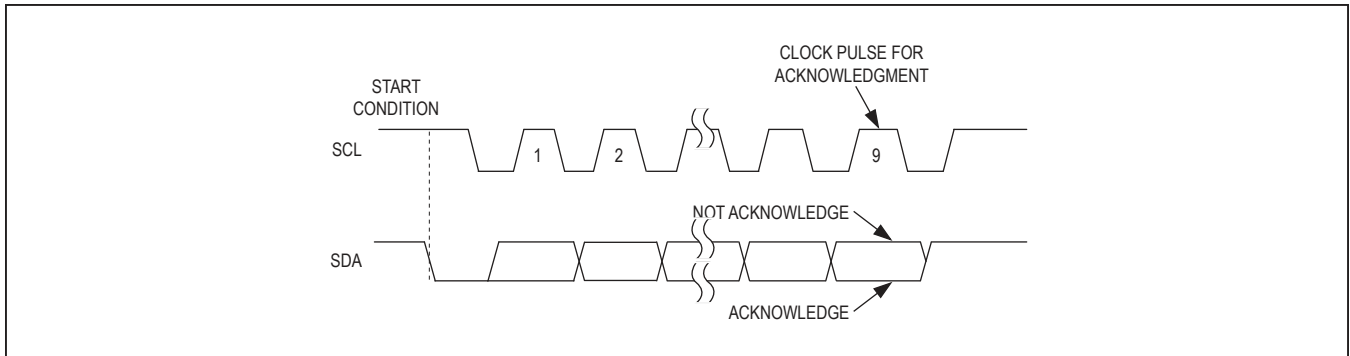 CLOCK PULSE FOR
ACKNOWLEDGMENT
START
CONDITION
SCL
1
2
9
NOT ACKNOWLEDGE
SDA
ACKNOWLEDGE